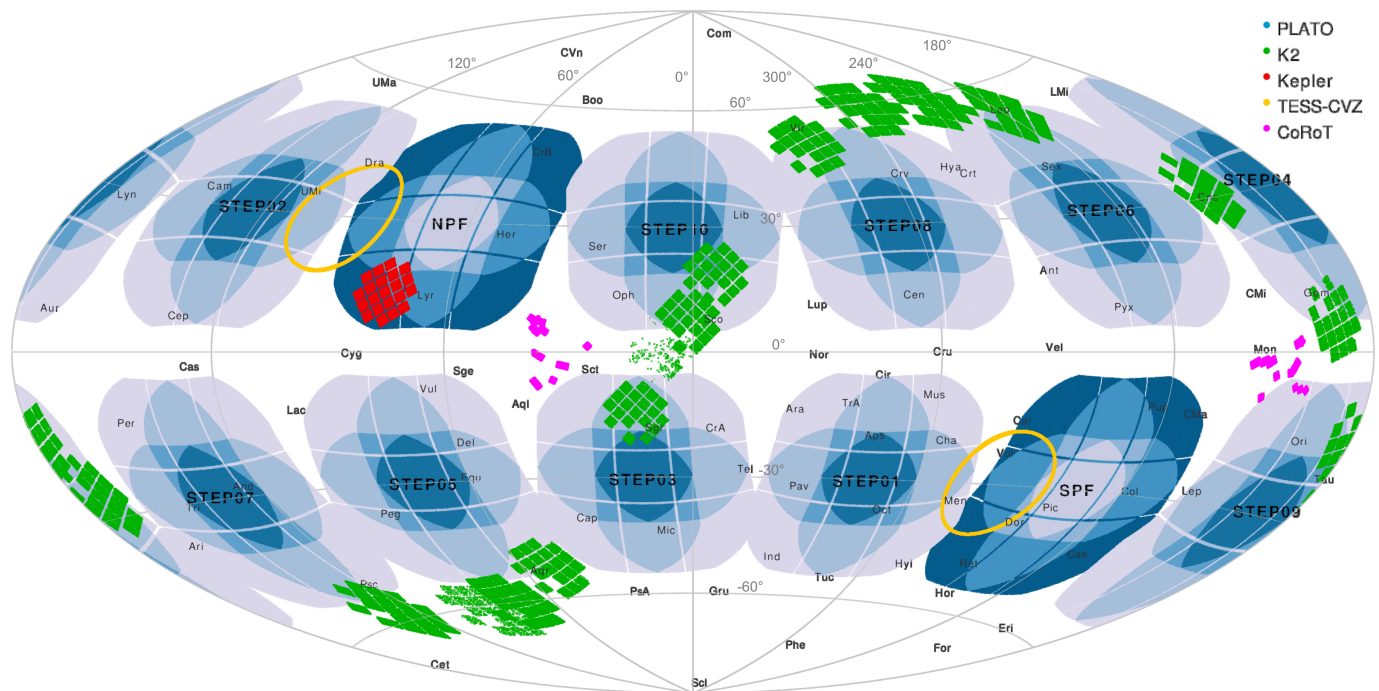 Com
180°
PLATO
CVn
K2
120°
240°
60°
0°
300°
Kepler
UMa
LMi
TESS-CVZ
Boo
60°
Leo
CoRoT
Vir
CrB
Dra
Hya
Crt
Sex
Crv
STEP04
Lyn
Cam
UMi
Cnc
STEP02
NPF
Lib
STEP10
30°
STEP08
STEP06
Her
Ser
Ant
Aur
Cep
Lyr
Oph
Sco
Lup
Cen
Pyx
CMi
Gem
Cyg
0°
Nor
Cru
Vel
Mon
Cas
Sge
Sct
Cir
Vul
Mus
Lac
Aql
Ara
TrA
Car
Pup
CMa
Per
Del
Sgr
CrA
Aps
Cha
Ori
Vol
Tel
-30°
And
STEP07
STEP05
Equ
STEP03
STEP01
SPF
Col
Lep
Tau
Pav
Men
Tri
Peg
Cap
Oct
Dor
Pic
STEP09
Mic
Ari
Ind
Cae
Aqr
Hyi
Ret
Psc
PsA
Gru
-60°
Tuc
Hor
Eri
Cet
Phe
For
Scl